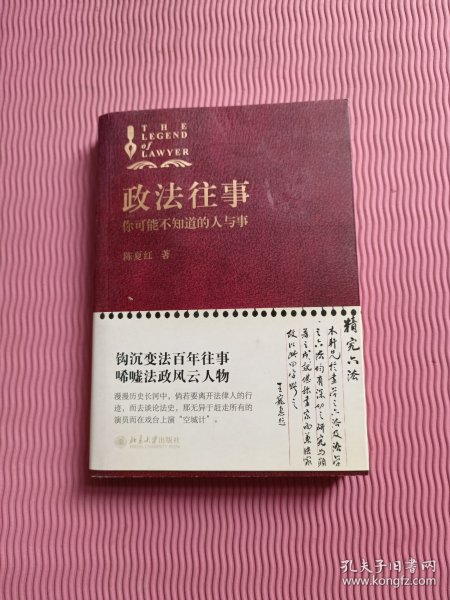 THE
LEGEND
of
LAWYER
政法往事
你可能不知道的人与事
陈夏红 著
钩沉变法百年往事
唏嘘法政风云人物
漫漫历史长河中，倘若要离开法律人的行
迹，而去谈论法史，那无异于赶走所有的
演员而在戏台上演“空城计”。
北京大学出版社
精究六法
孔夫子旧书网
www.kongfz.com